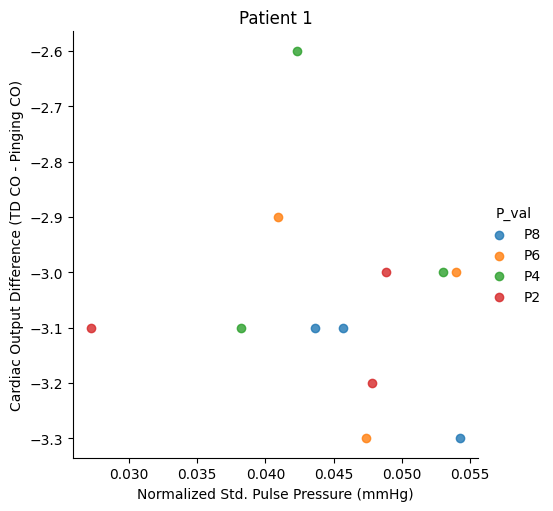 Patient 1
Cardiac Output Difference (TD CO - Pinging CO)
−2.6
−2.7
−2.8
−2.9
−3.0
−3.1
−3.2
−3.3
0.030
0.035
0.040
0.045
0.050
0.055
Normalized Std. Pulse Pressure (mmHg)
P_val
P8
P6
P4
P2